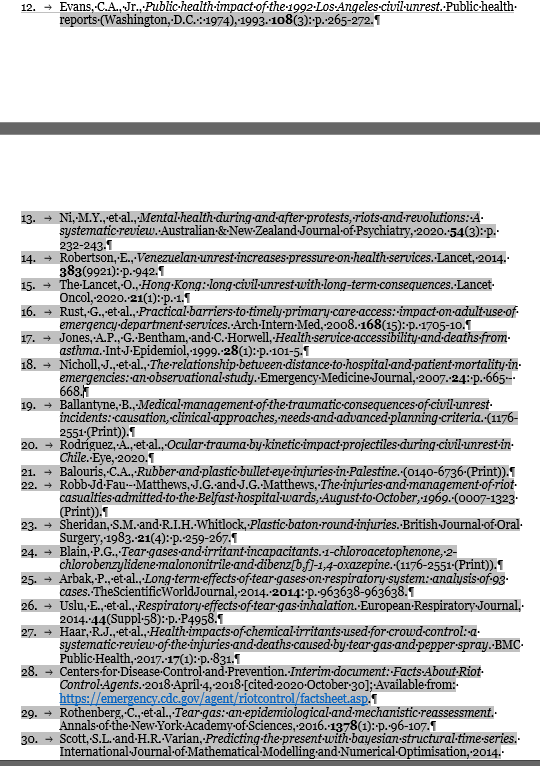 12. → Evans, C.A., Jr., Public health impact of the 1992 Los Angeles civil unrest. Public health
reports (Washington, D.C. : 1974), 1993. 108(3): p. 265-272.¶
13. → Ni, M.Y., et al., Mental health during and after protests, riots and revolutions: A
systematic review. Australian & New Zealand Journal of Psychiatry, 2020. 54(3): p.
232-243.¶
14. → Robertson, E., Venezuelan unrest increases pressure on health services. Lancet, 2014.
383(9921): p. 942.¶
15. → The Lancet, O., Hong Kong: long civil unrest with long-term consequences. Lancet
Oncol, 2020. 21(1): p. 1.¶
16. → Rust, G., et al., Practical barriers to timely primary care access: impact on adult use of
emergency department services. Arch Intern Med, 2008. 168(15): p. 1705-10.¶
17. → Jones, A.P., G. Bentham, and C. Horwell, Health service accessibility and deaths from
asthma. Int J Epidemiol, 1999. 28(1): p. 101-5.¶
18. → Nicholl, J., et al., The relationship between distance to hospital and patient mortality in
emergencies: an observational study. Emergency Medicine Journal, 2007. 24: p. 665--
668.¶
19. → Ballantyne, B., Medical management of the traumatic consequences of civil unrest
incidents: causation, clinical approaches, needs and advanced planning criteria. (1176-
2551 (Print)).¶
20. → Rodríguez, A., et al., Ocular trauma by kinetic impact projectiles during civil unrest in
Chile. Eye, 2020.¶
21. → Balouris, C.A., Rubber and plastic bullet eye injuries in Palestine. (0140-6736 (Print)).¶
22. → Robb Jd Fau - Matthews, J.G. and J.G. Matthews, The injuries and management of riot
casualties admitted to the Belfast hospital wards, August to October, 1969. (0007-1323
(Print)).¶
23. → Sheridan, S.M. and R.I.H. Whitlock, Plastic baton round injuries. British Journal of Oral
Surgery, 1983. 21(4): p. 259-267.¶
24. → Blain, P.G., Tear gases and irritant incapacitants. 1-chloroacetophenone, 2-
chlorobenzylidene malononitrile and dibenz[b,f]-1,4-oxazepine. (1176-2551 (Print)).¶
25. → Arbak, P., et al., Long term effects of tear gases on respiratory system: analysis of 93
cases. TheScientificWorldJournal, 2014. 2014: p. 963638-963638.¶
26. → Uslu, E., et al., Respiratory effects of tear gas inhalation. European Respiratory Journal,
2014. 44(Suppl 58): p. P4958.¶
27. → Haar, R.J., et al., Health impacts of chemical irritants used for crowd control: a
systematic review of the injuries and deaths caused by tear gas and pepper spray. BMC
Public Health, 2017. 17(1): p. 831.¶
28. → Centers for Disease Control and Prevention. Interim document: Facts About Riot
Control Agents. 2018 April 4, 2018 [cited 2020 October 30]; Available from:
https://emergency.cdc.gov/agent/riotcontrol/factsheet.asp.¶
29. → Rothenberg, C., et al., Tear gas: an epidemiological and mechanistic reassessment.
Annals of the New York Academy of Sciences, 2016. 1378(1): p. 96-107.¶
30. → Scott, S.L. and H.R. Varian, Predicting the present with bayesian structural time series.
International Journal of Mathematical Modelling and Numerical Optimisation, 2014.